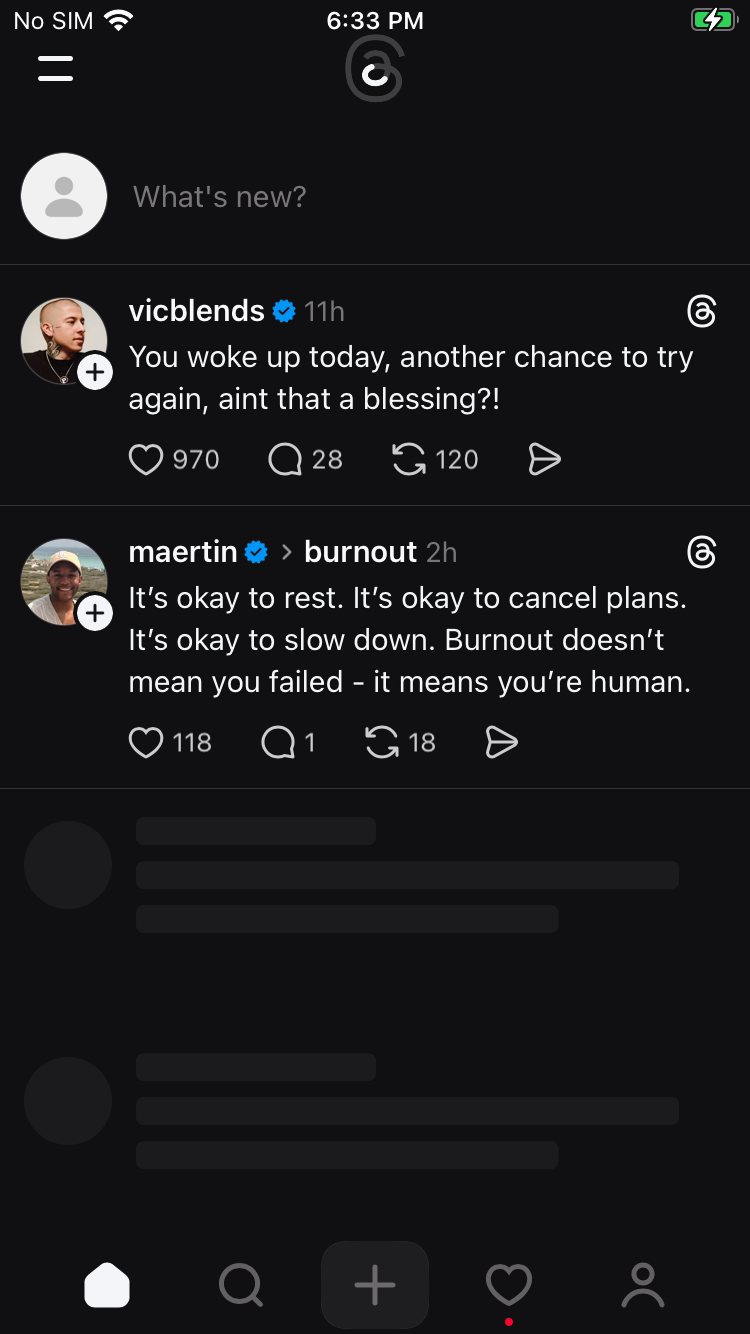 No SIM 6:33 PM
What's new?
vicblends 11h
You woke up today, another chance to try
again, aint that a blessing?!
970 28 120
maertin > burnout 2h
It’s okay to rest. It’s okay to cancel plans.
It’s okay to slow down. Burnout doesn’t
mean you failed - it means you’re human.
118 1 18